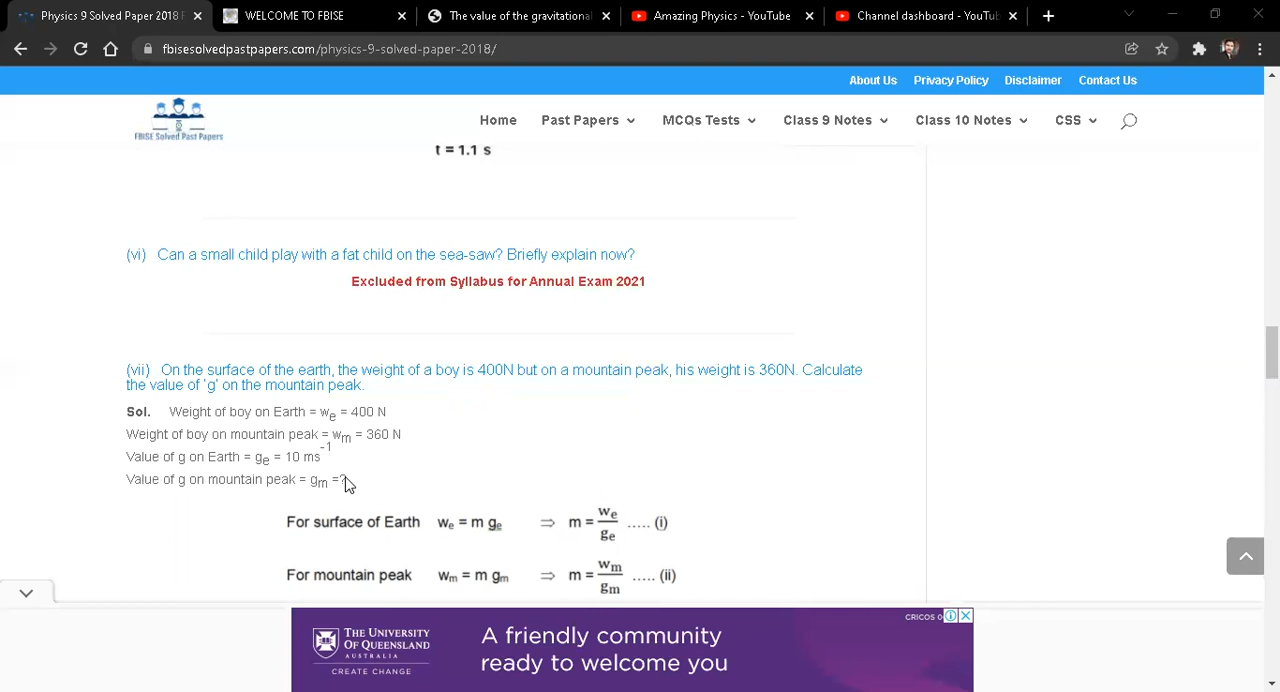 Physics 9 Solved Paper 2018 F
WELCOME TO FBISE
The value of the gravitational
Amazing Physics - YouTube
Channel dashboard - YouTub
fbisesolvedpastpapers.com/physics-9-solved-paper-2018/
About Us Privacy Policy Disclaimer Contact Us
FBISE Solved Past Papers
Home Past Papers MCQs Tests Class 9 Notes Class 10 Notes CSS
t = 1.1 s
(vi) Can a small child play with a fat child on the sea-saw? Briefly explain now?
Excluded from Syllabus for Annual Exam 2021
(vii) On the surface of the earth, the weight of a boy is 400N but on a mountain peak, his weight is 360N. Calculate
the value of 'g' on the mountain peak.
Sol. Weight of boy on Earth = we = 400 N
Weight of boy on mountain peak = wm = 360 N
Value of g on Earth = ge = 10 ms-1
Value of g on mountain peak = gm =?
For surface of Earth we = m ge ⇒ m = we/ge ..... (i)
For mountain peak wm = m gm ⇒ m = wm/gm ..... (ii)
CRICOS 0
THE UNIVERSITY
OF QUEENSLAND
AUSTRALIA
CREATE CHANGE
A friendly community
ready to welcome you